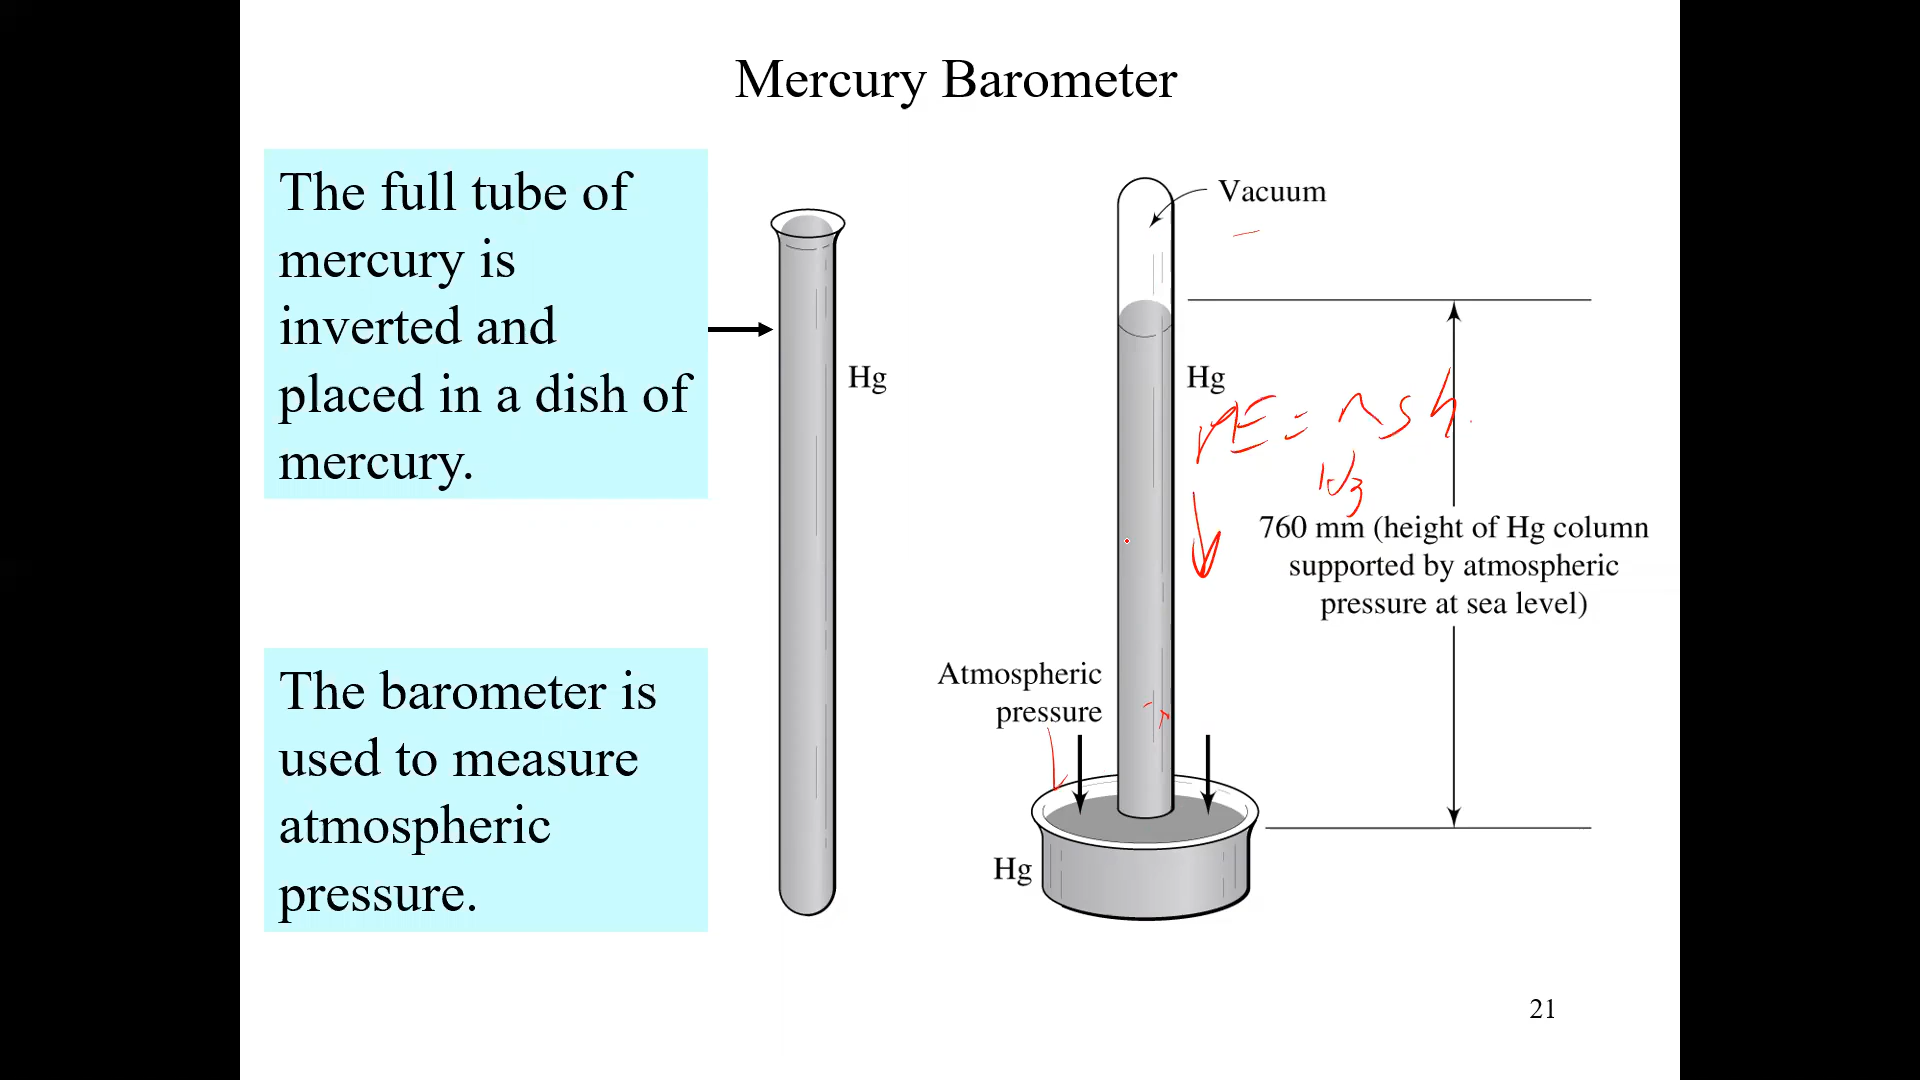 Mercury Barometer
The full tube of
mercury is
inverted and
placed in a dish of
mercury.
Hg
Vacuum
Hg
PE =
760 mm (height of Hg column
supported by atmospheric
pressure at sea level)
Atmospheric
pressure
Hg
The barometer is
used to measure
atmospheric
pressure.
21